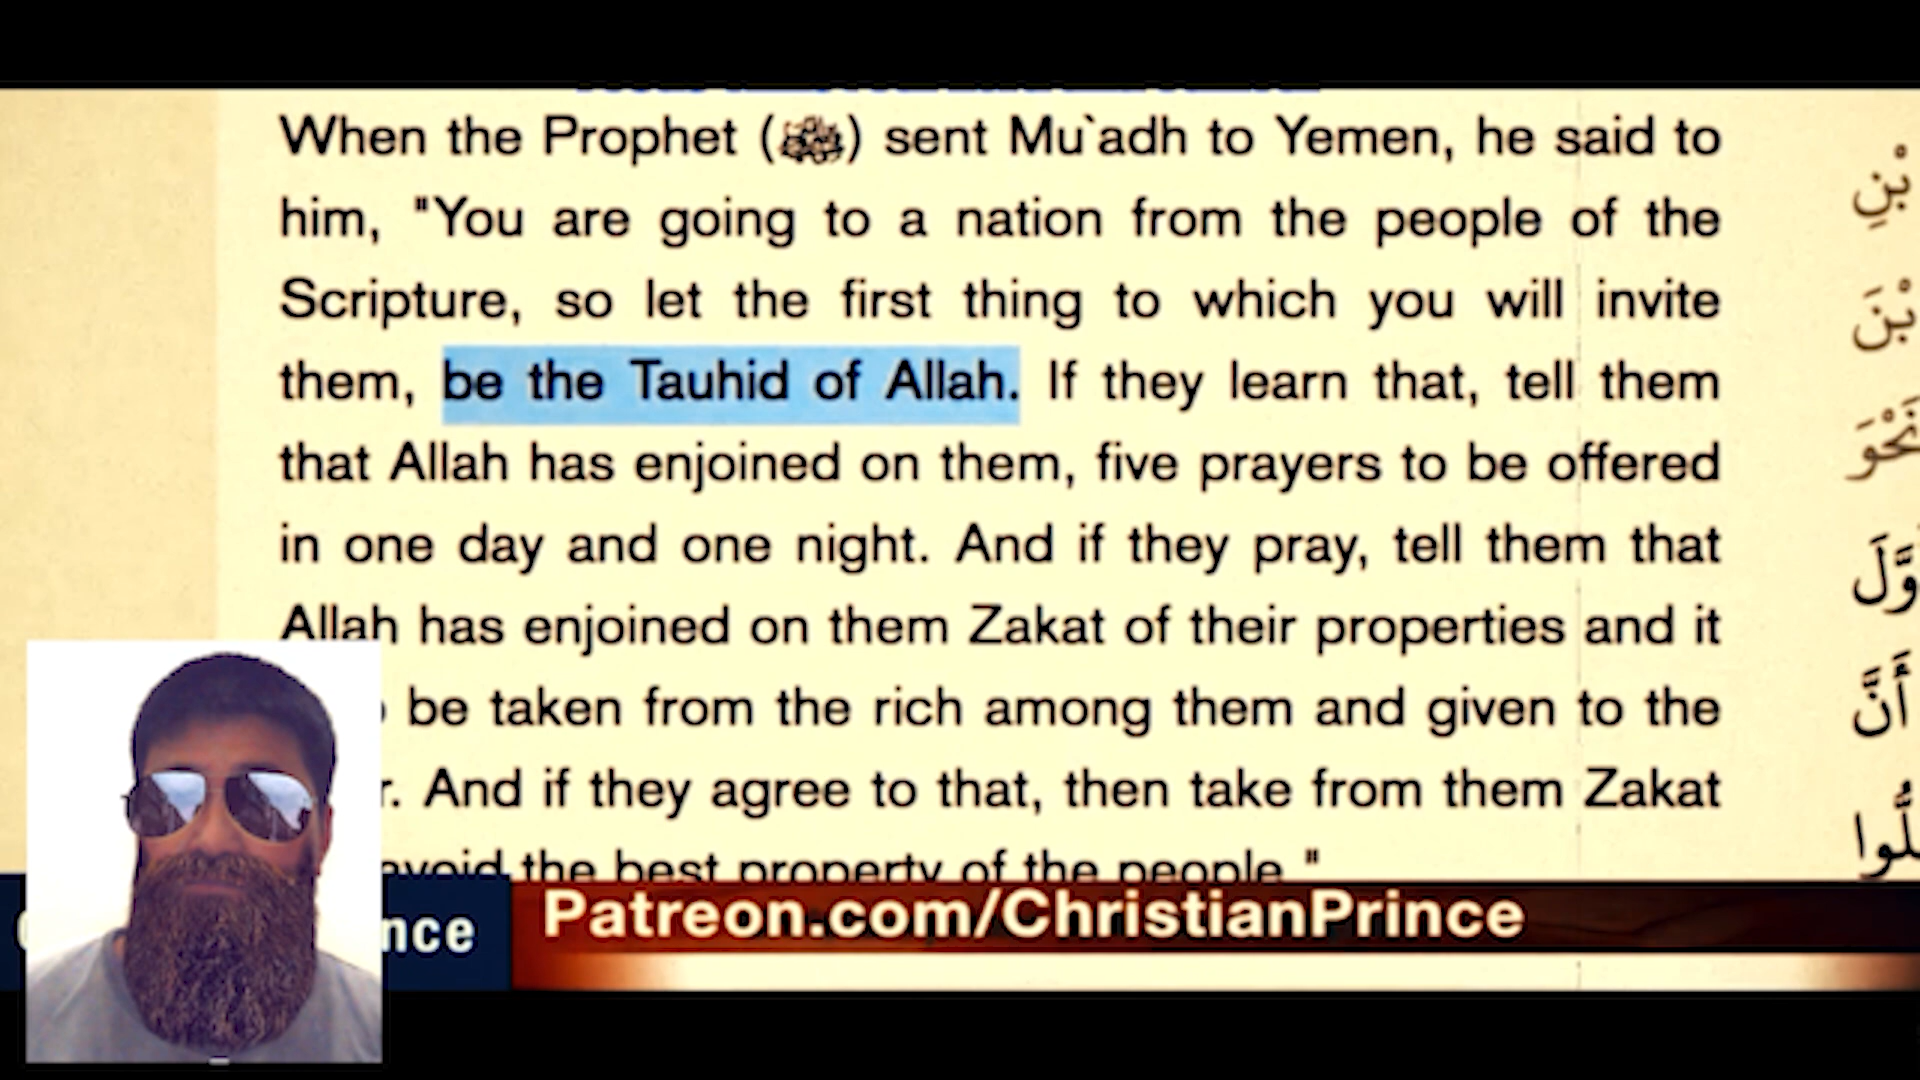 When the Prophet (ﷺ) sent Mu`adh to Yemen, he said to
him, "You are going to a nation from the people of the
Scripture, so let the first thing to which you will invite
them, be the Tauhid of Allah. If they learn that, tell them
that Allah has enjoined on them, five prayers to be offered
in one day and one night. And if they pray, tell them that
Allah has enjoined on them Zakat of their properties and it
be taken from the rich among them and given to the
r. And if they agree to that, then take from them Zakat
avoid the best property of the people."
بْنِ
بْنَ
نَحْوَ
وَّلَ
أَنَّ
لُّوا
nce
Patreon.com/ChristianPrince